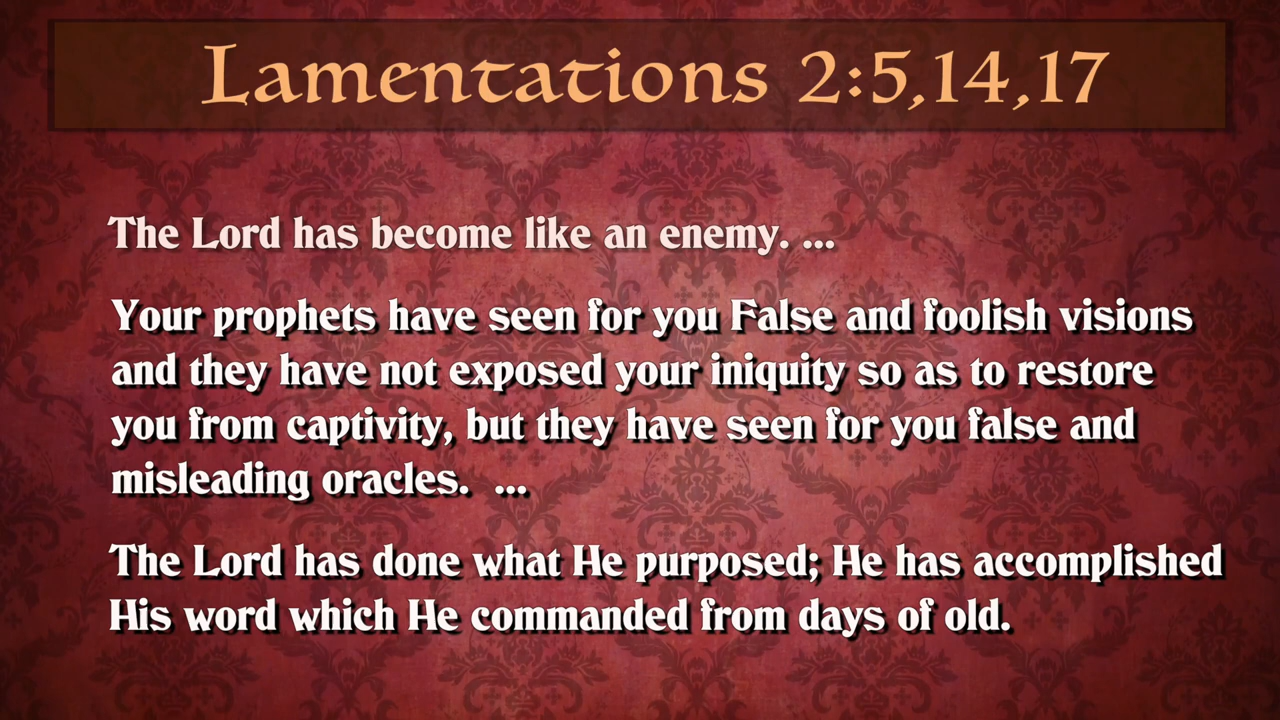 Lamentations 2:5,14,17
The Lord has become like an enemy. ...
Your prophets have seen for you False and foolish visions
and they have not exposed your iniquity so as to restore
you from captivity, but they have seen for you false and
misleading oracles.  ...
The Lord has done what He purposed; He has accomplished
His word which He commanded from days of old.